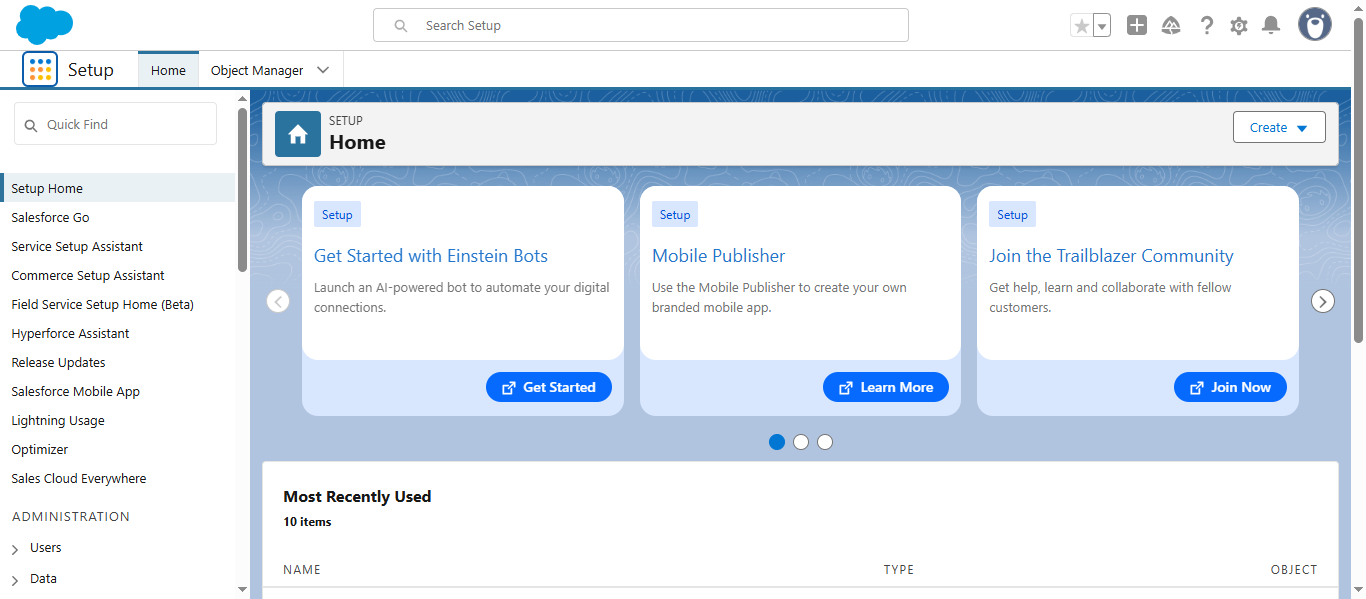 Search Setup
Setup
Home
Object Manager
Quick Find
Setup Home
Salesforce Go
Service Setup Assistant
Commerce Setup Assistant
Field Service Setup Home (Beta)
Hyperforce Assistant
Release Updates
Salesforce Mobile App
Lightning Usage
Optimizer
Sales Cloud Everywhere
ADMINISTRATION
Users
Data
SETUP
Home
Create
Setup
Get Started with Einstein Bots
Launch an AI-powered bot to automate your digital
connections.
Get Started
Setup
Mobile Publisher
Use the Mobile Publisher to create your own
branded mobile app.
Learn More
Setup
Join the Trailblazer Community
Get help, learn and collaborate with fellow
customers.
Join Now
Most Recently Used
10 items
NAME
TYPE
OBJECT